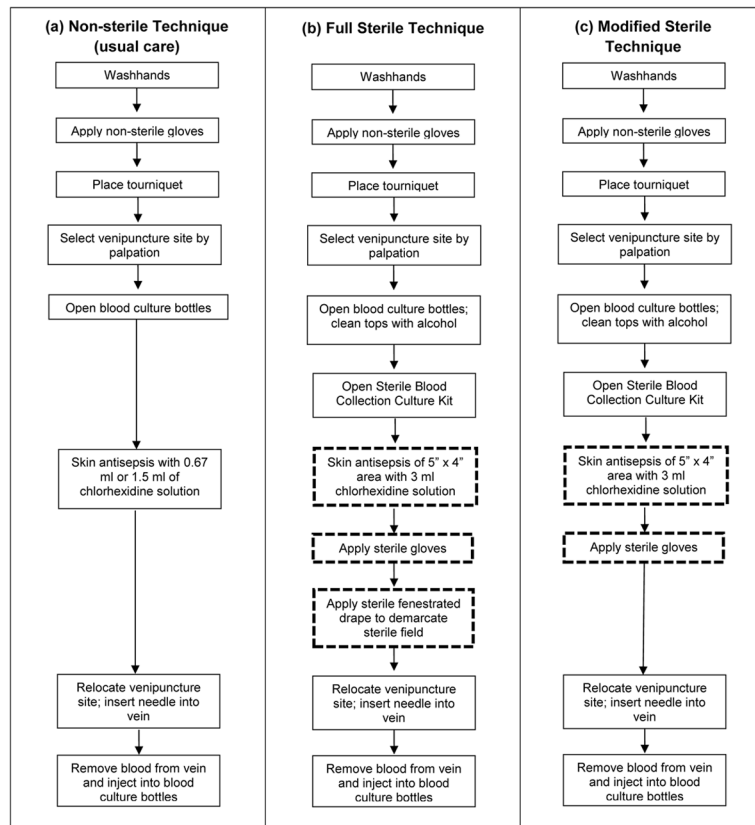 (a) Non-sterile Technique
(usual care)
Washhands
Apply non-sterile gloves
Place tourniquet
Select venipuncture site by
palpation
Open blood culture bottles
Skin antisepsis with 0.67
ml or 1.5 ml of
chlorhexidine solution
Relocate venipuncture
site; insert needle into
vein
Remove blood from vein
and inject into blood
culture bottles
(b) Full Sterile Technique
Washhands
Apply non-sterile gloves
Place tourniquet
Select venipuncture site by
palpation
Open blood culture bottles;
clean tops with alcohol
Open Sterile Blood
Collection Culture Kit
Skin antisepsis of 5” x 4”
area with 3 ml
chlorhexidine solution
Apply sterile gloves
Apply sterile fenestrated
drape to demarcate
sterile field
Relocate venipuncture
site; insert needle into
vein
Remove blood from vein
and inject into blood
culture bottles
(c) Modified Sterile
Technique
Washhands
Apply non-sterile gloves
Place tourniquet
Select venipuncture site by
palpation
Open blood culture bottles;
clean tops with alcohol
Open Sterile Blood
Collection Culture Kit
Skin antisepsis of 5” x 4”
area with 3 ml
chlorhexidine solution
Apply sterile gloves
Relocate venipuncture
site; insert needle into
vein
Remove blood from vein
and inject into blood
culture bottles